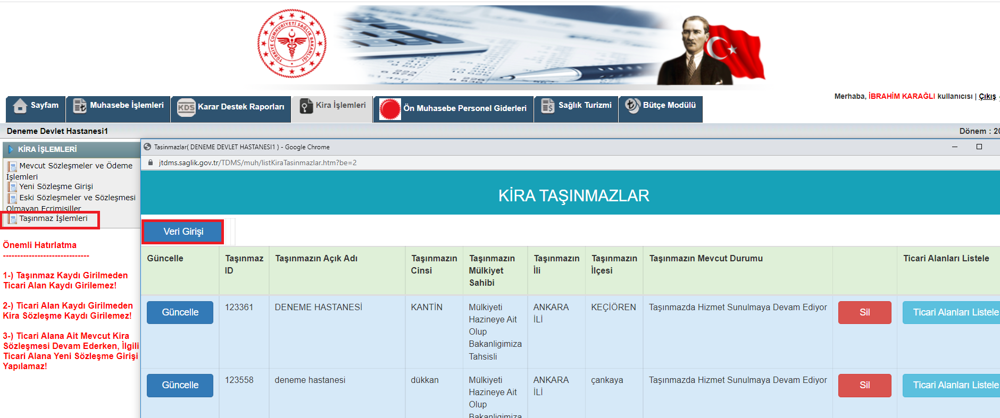 TÜRKİYE CUMHURİYETİ SAĞLIK BAKANLIĞI
Merhaba, İBRAHİM KARAĞLI kullanıcısı | Çıkış
Sayfam
Muhasebe İşlemleri
KDS Karar Destek Raporları
Kira İşlemleri
Ön Muhasebe Personel Giderleri
Sağlık Turizmi
Bütçe Modülü
Deneme Devlet Hastanesi1
Dönem : 20
KİRA İŞLEMLERİ
Mevcut Sözleşmeler ve Ödeme
İşlemleri
Yeni Sözleşme Girişi
Eski Sözleşmeler ve Sözleşmesi
Olmayan Ecrimisiller
Taşınmaz İşlemleri
Önemli Hatırlatma
------------------------------
1-) Taşınmaz Kaydı Girilmeden
Ticari Alan Kaydı Girilemez!
2-) Ticari Alan Kaydı Girilmeden
Kira Sözleşme Kaydı Girilemez!
3-) Ticari Alana Ait Mevcut Kira
Sözleşmesi Devam Ederken, İlgili
Ticari Alana Yeni Sözleşme Girişi
Yapılamaz!
Tasinmazlar( DENEME DEVLET HASTANESI1 ) - Google Chrome
jtdms.saglik.gov.tr/TDMS/muh/listKiraTasinmazlar.htm?be=2
KİRA TAŞINMAZLAR
Veri Girişi
Güncelle
Taşınmaz
ID
Taşınmazın Açık Adı
Taşınmazın
Cinsi
Taşınmazın
Mülkiyet
Sahibi
Taşınmazın
İli
Taşınmazın
İlçesi
Taşınmazın Mevcut Durumu
Ticari Alanları Listele
Güncelle
123361
DENEME HASTANESİ
KANTİN
Mülkiyeti
Hazineye Ait
Olup
Bakanligimiza
Tahsisli
ANKARA
İLİ
KEÇİÖREN
Taşınmazda Hizmet Sunulmaya Devam Ediyor
Sil
Ticari Alanları Listele
Güncelle
123558
deneme hastanesi
dükkan
Mülkiyeti
Hazineye Ait
Olup
Bakanligimiza
ANKARA
İLİ
çankaya
Taşınmazda Hizmet Sunulmaya Devam Ediyor
Sil
Ticari Alanları Listele